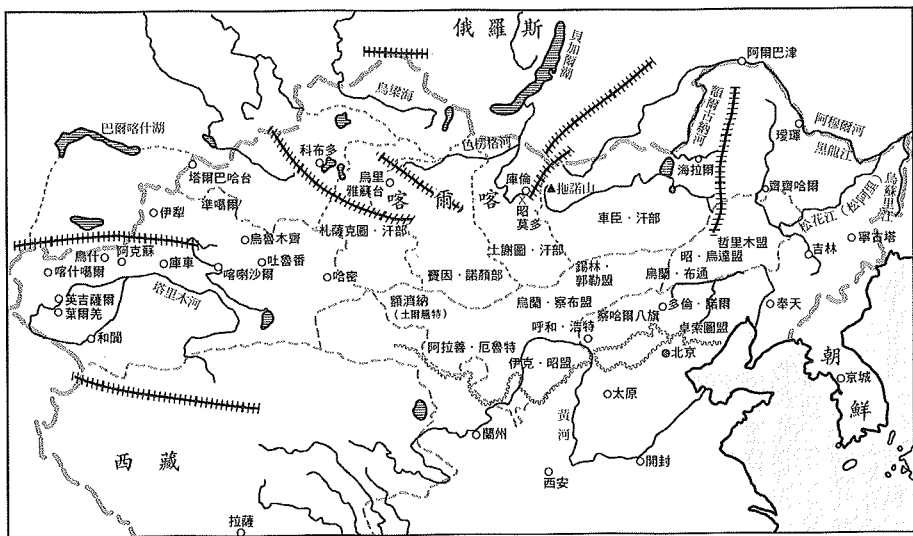 俄羅斯
貝加爾湖
阿爾巴津
額爾古納河
璦琿
阿穆爾河
黑龍江
烏蘇里江
烏梁海
色楞格河
巴爾喀什湖
塔爾巴哈台
科布多
烏里
雅蘇台
喀爾喀
庫倫
昭
莫多
拖諾山
海拉爾
齊齊哈爾
松花江(松阿里)
寧古塔
吉林
準噶爾
伊犁
烏魯木齊
吐魯番
札薩克圖・汗部
土謝圖・汗部
車臣・汗部
哲里木盟
昭・烏達盟
烏蘭・布通
烏什
阿克蘇
庫車
喀喇沙爾
喀什噶爾
英吉薩爾
葉爾羌
和闐
塔里木河
哈密
賽因・諾顏部
錫林・
郭勒盟
額濟納
(土爾扈特)
烏蘭・察布盟
察哈爾八旗
多倫・諾爾
卓索圖盟
奉天
呼和・浩特
阿拉善・厄魯特
伊克・昭盟
北京
朝鮮
京城
太原
黃河
蘭州
開封
西安
西藏
拉薩